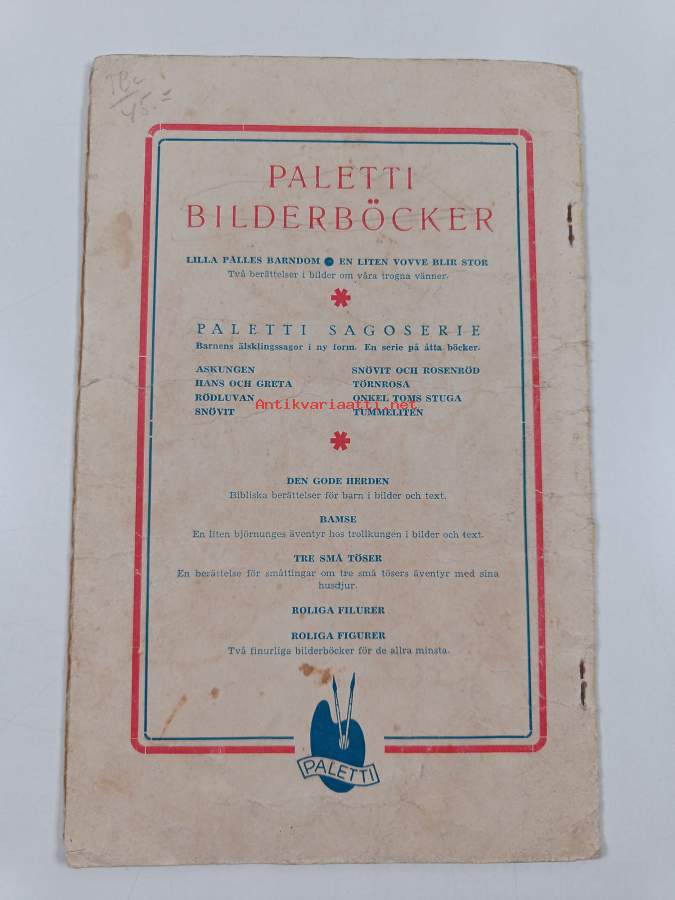 45.=
PALETTI
BILDERBÖCKER
LILLA PÅLLES BARNDOM EN LITEN VOVVE BLIR STOR
Två berättelser i bilder om våra trogna vänner.
PALETTI SAGOSERIE
Barnens älsklingssagor i ny form. En serie på åtta böcker.
ASKUNGEN SNÖVIT OCH ROSENRÖD
HANS OCH GRETA TÖRNROSA
RÖDLUVAN ONKEL TOMS STUGA
Antikvariaatti.net
SNÖVIT TUMMELITEN
DEN GODE HERDEN
Bibliska berättelser för barn i bilder och text.
BAMSE
En liten björnunges äventyr hos trollkungen i bilder och text.
TRE SMÅ TÖSER
En berättelse för småttingar om tre små tösers äventyr med sina
husdjur.
ROLIGA FILURER
ROLIGA FIGURER
Två finurliga bilderböcker för de allra minsta.
PALETTI